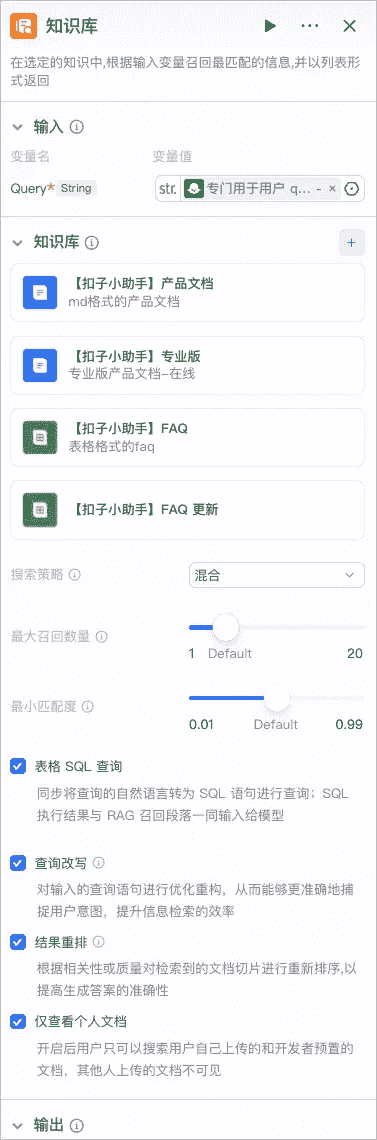 知识库
在选定的知识中,根据输入变量召回最匹配的信息,并以列表形
式返回
输入
变量名 变量值
Query* String str. 专门用于用户 q... - ×
知识库
【扣子小助手】产品文档
md格式的产品文档
【扣子小助手】专业版
专业版产品文档–在线
【扣子小助手】FAQ
表格格式的faq
【扣子小助手】FAQ 更新
搜索策略 混合
最大召回数量
1 Default 20
最小匹配度
0.01 Default 0.99
表格 SQL 查询
同步将查询的自然语言转为 SQL 语句进行查询；SQL
执行结果与 RAG 召回段落一同输入给模型
查询改写
对输入的查询语句进行优化重构，从而能够更准确地捕
捉用户意图，提升信息检索的效率
结果重排
根据相关性或质量对检索到的文档切片进行重新排序,以
提高生成答案的准确性
仅查看个人文档
开启后用户只可以搜索用户自己上传的和开发者预置的
文档，其他人上传的文档不可见
输出